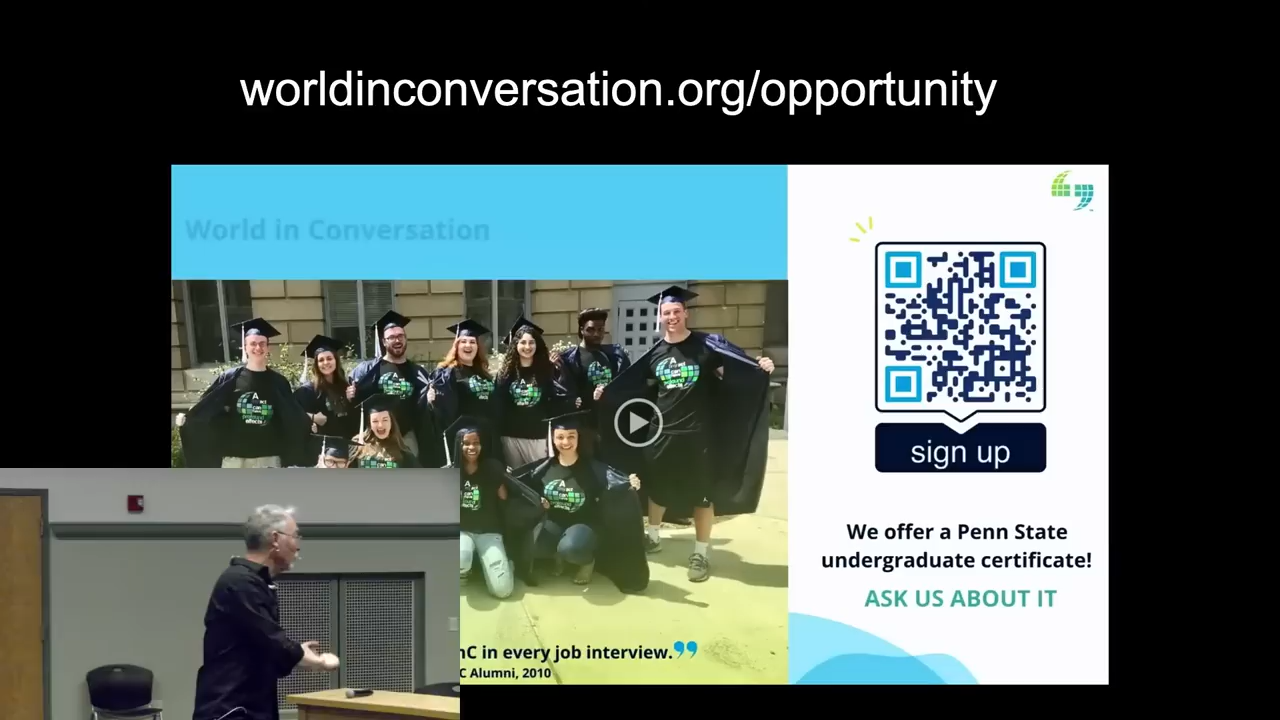 worldinconversation.org/opportunity
World in Conversation
sign up
We offer a Penn State
undergraduate certificate!
ASK US ABOUT IT
C in every job interview.”
C Alumni, 2010